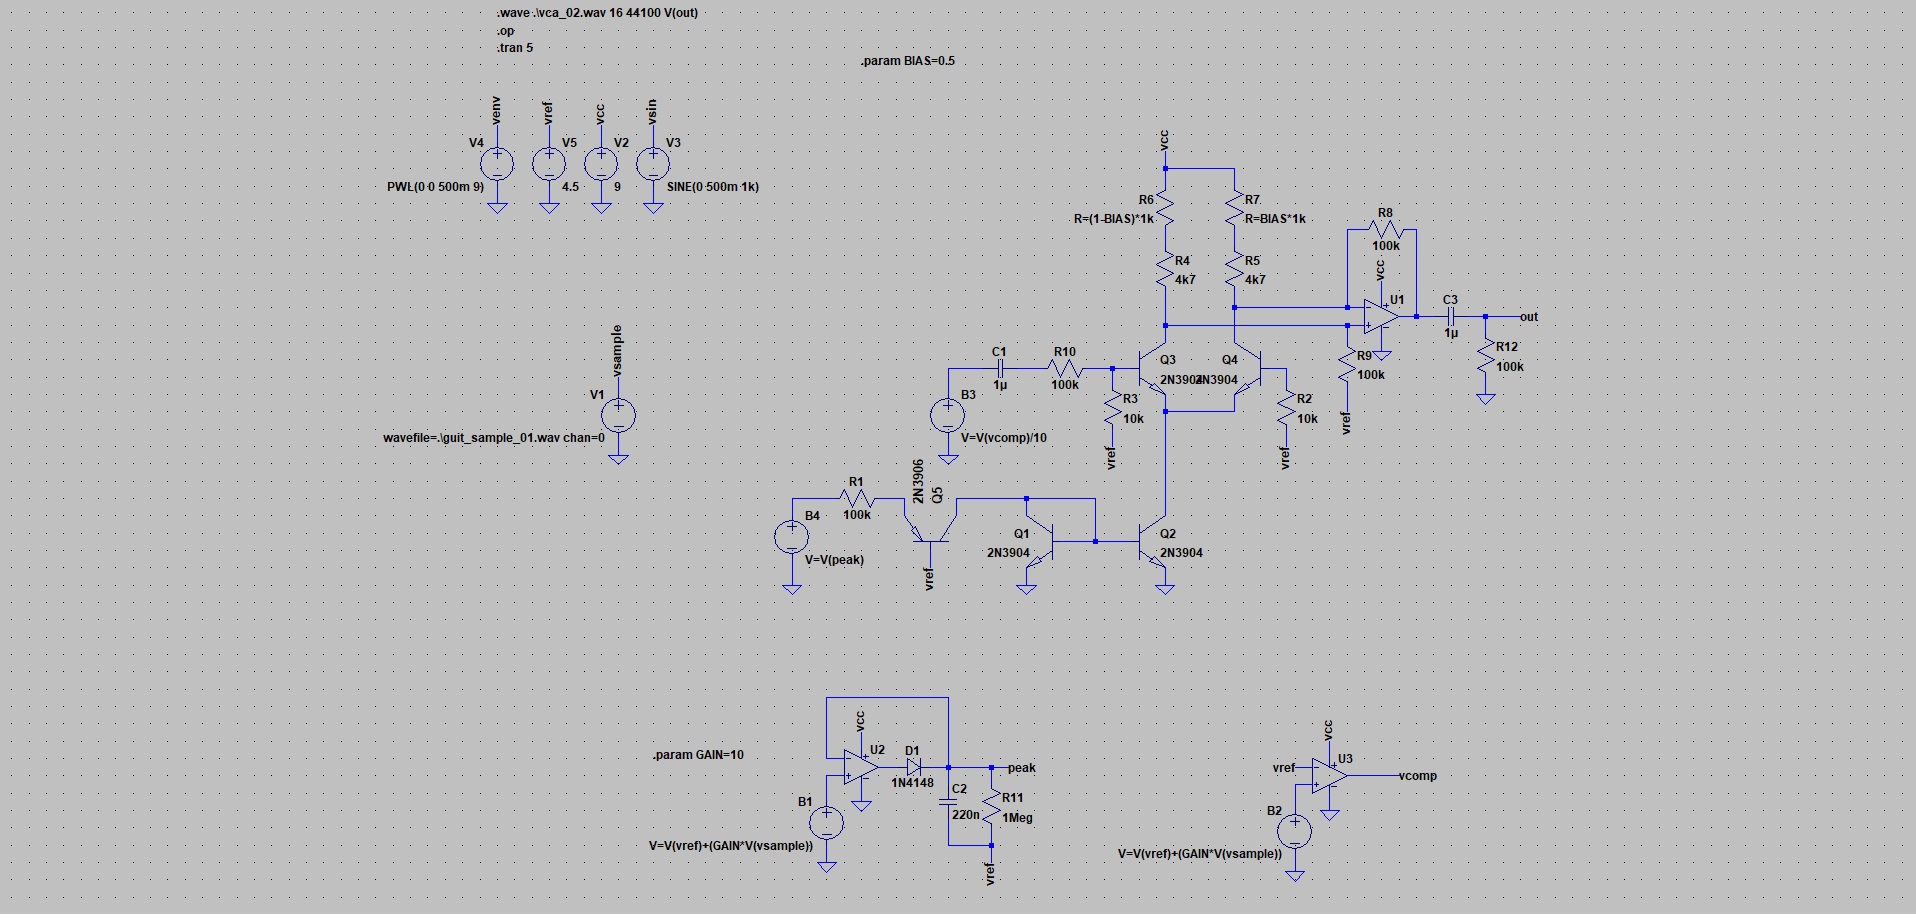 .wave .\vca_02.wav 16 44100 V(out)
.op
.tran 5
.param BIAS=0.5
venv
vref
vcc
vsin
V4
V5
V2
V3
PWL(0 0 500m 9)
4.5
9
SINE(0 500m 1k)
vcc
R6
R=(1-BIAS)*1k
R7
R=BIAS*1k
R8
100k
R4
4k7
R5
4k7
vcc
U1
C3
1µ
out
R12
100k
R9
100k
vref
vsample
V1
wavefile=.\guit_sample_01.wav chan=0
C1
1µ
R10
100k
Q3
2N3904
Q4
2N3904
B3
V=V(vcomp)/10
R3
10k
vref
R2
10k
vref
R1
100k
2N3906
Q5
B4
V=V(peak)
vref
Q1
2N3904
Q2
2N3904
.param GAIN=10
vcc
U2
D1
1N4148
peak
C2
220n
R11
1Meg
B1
V=V(vref)+(GAIN*V(vsample))
vref
vcc
vref
U3
vcomp
B2
V=V(vref)+(GAIN*V(vsample))